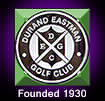 DURAND EASTMAN
D
E G
C
GOLF CLUB
Founded 1930